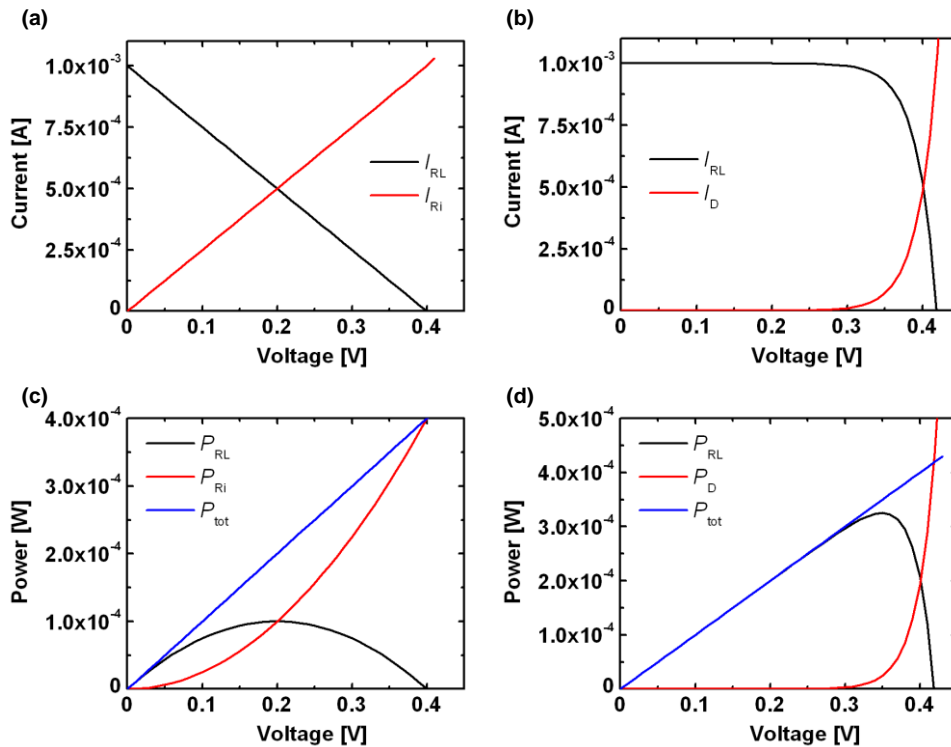 (a)
Current [A]
1.0x10⁻³
7.5x10⁻⁴
5.0x10⁻⁴
2.5x10⁻⁴
0
I_RL
I_Ri
0 0.1 0.2 0.3 0.4
Voltage [V]
(b)
Current [A]
1.0x10⁻³
7.5x10⁻⁴
5.0x10⁻⁴
2.5x10⁻⁴
0
I_RL
I_D
0 0.1 0.2 0.3 0.4
Voltage [V]
(c)
Power [W]
4.0x10⁻⁴
3.0x10⁻⁴
2.0x10⁻⁴
1.0x10⁻⁴
0
P_RL
P_Ri
P_tot
0 0.1 0.2 0.3 0.4
Voltage [V]
(d)
Power [W]
5.0x10⁻⁴
4.0x10⁻⁴
3.0x10⁻⁴
2.0x10⁻⁴
1.0x10⁻⁴
0
P_RL
P_D
P_tot
0 0.1 0.2 0.3 0.4
Voltage [V]